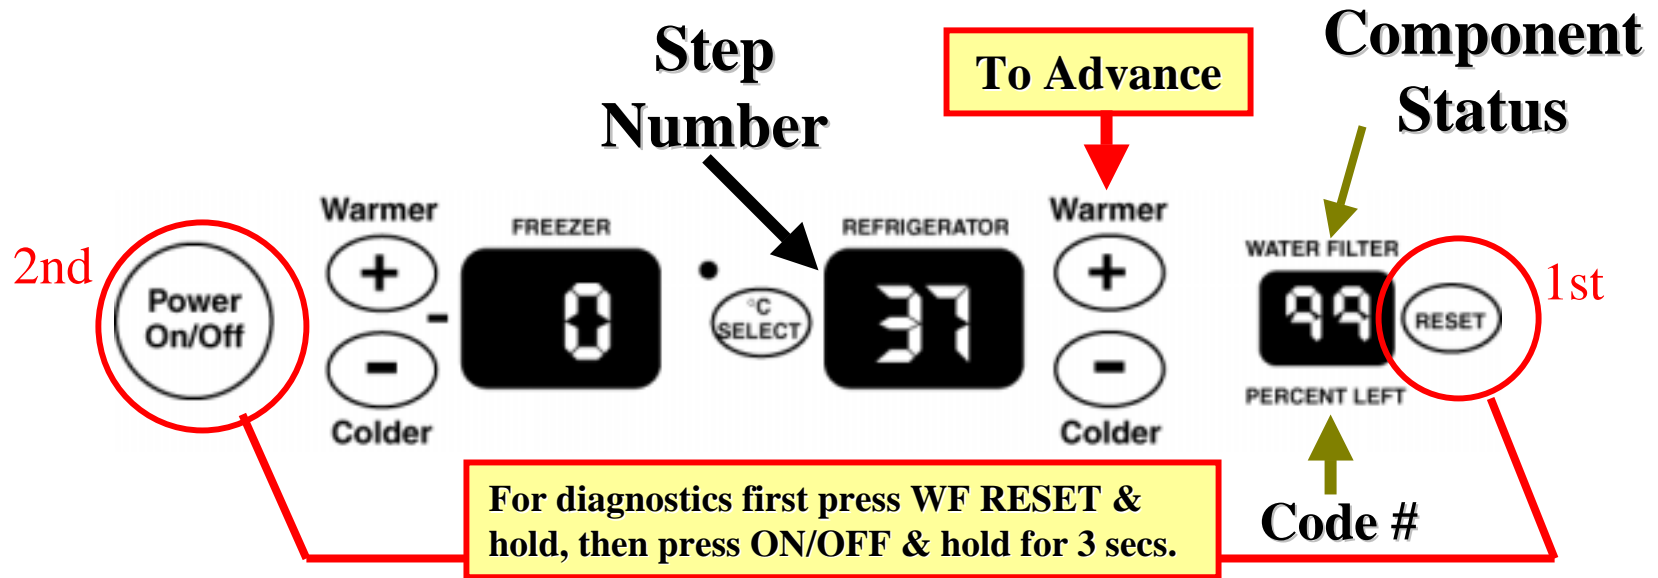 Step
Number
To Advance
Component
Status
2nd
Power
On/Off
Warmer
+
-
Colder
-
FREEZER
0
°C
SELECT
REFRIGERATOR
37
Warmer
+
-
Colder
WATER FILTER
99
PERCENT LEFT
RESET
1st
For diagnostics first press WF RESET &
hold, then press ON/OFF & hold for 3 secs.
Code #